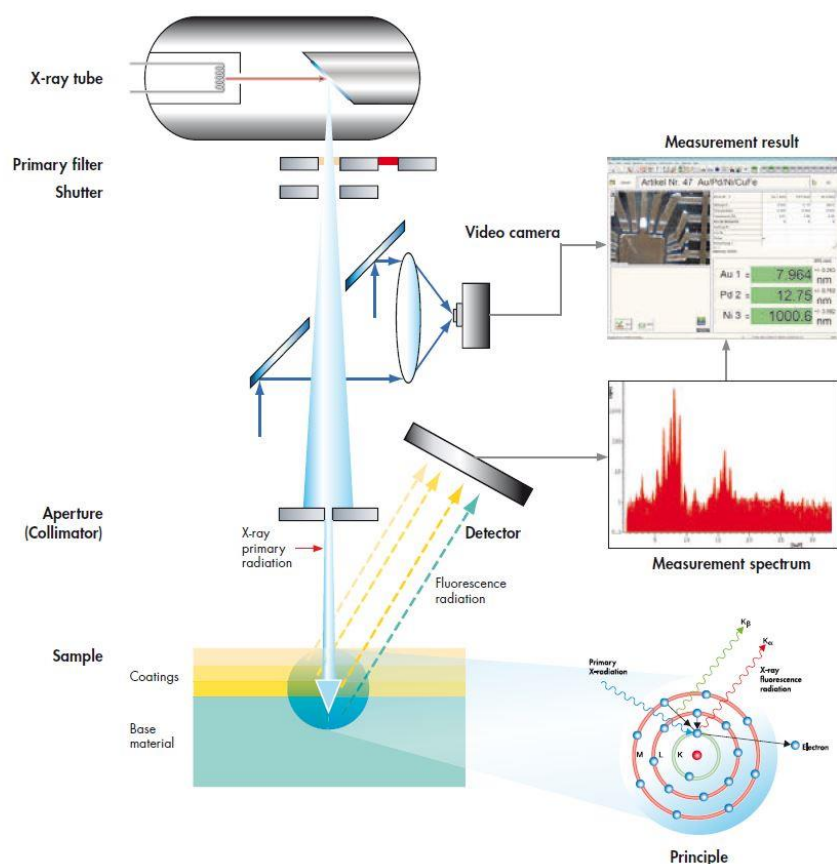 X-ray tube
Primary filter
Shutter
Video camera
Measurement result
Artikel Nr. 47 Au/Pd/Ni/CuFe
Au 1 = 7.964 nm
Pd 2 = 12.75 nm
Ni 3 = 1000.6 nm
Aperture
(Collimator)
X-ray
primary
radiation
Detector
Fluorescence
radiation
Measurement spectrum
Sample
Coatings
Base
material
Kβ
Kα
Primary
X-radiation
X-ray
fluorescence
radiation
Electron
M L K
Principle